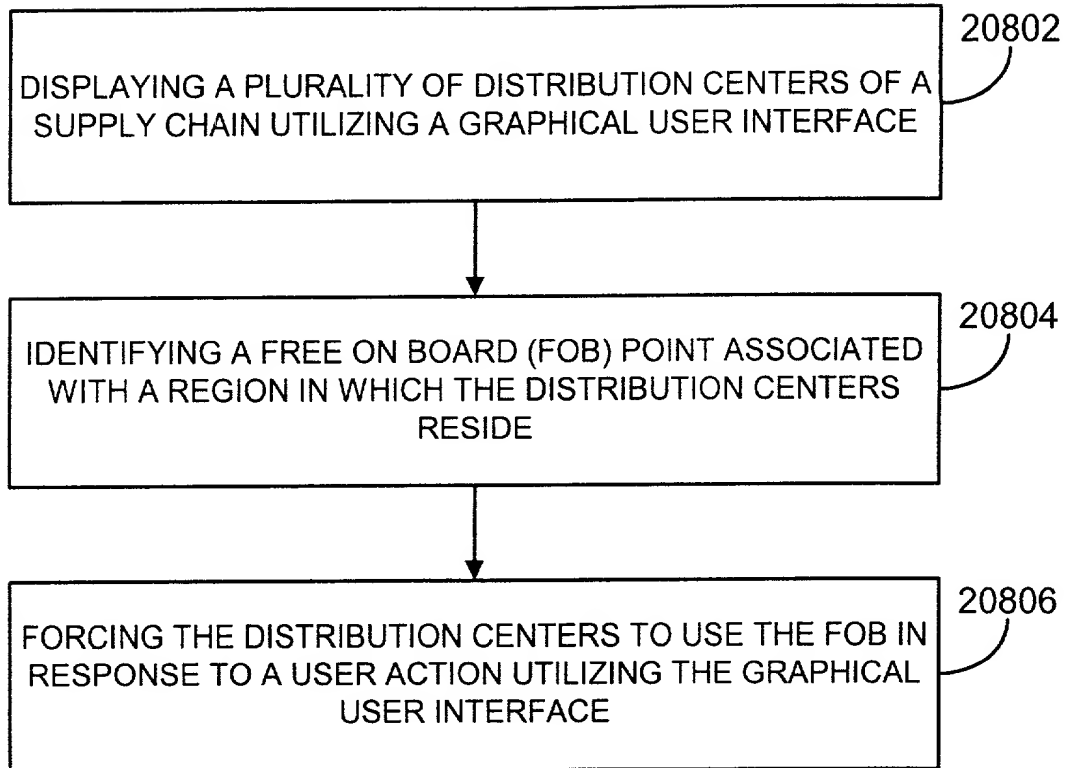 20802
DISPLAYING A PLURALITY OF DISTRIBUTION CENTERS OF A
SUPPLY CHAIN UTILIZING A GRAPHICAL USER INTERFACE
20804
IDENTIFYING A FREE ON BOARD (FOB) POINT ASSOCIATED
WITH A REGION IN WHICH THE DISTRIBUTION CENTERS
RESIDE
20806
FORCING THE DISTRIBUTION CENTERS TO USE THE FOB IN
RESPONSE TO A USER ACTION UTILIZING THE GRAPHICAL
USER INTERFACE